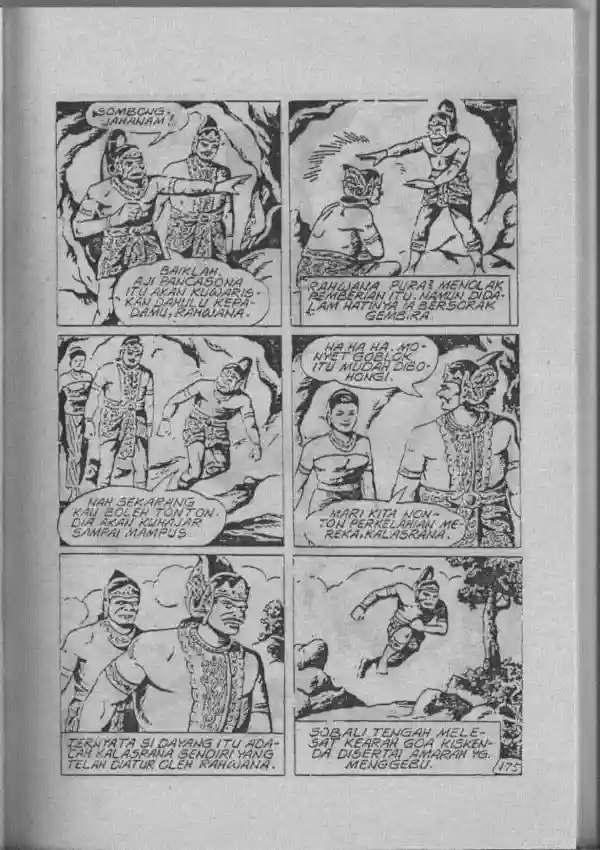 SOMBONG.
JAHANAM!!
BAIKLAH.
AJI PANCASONA
ITU AKAN KUWARIS-
KAN DAHULU KEPA-
DAMU, RAHWANA.
RAHWANA PURA² MENOLAK
PEMBERIAN ITU. NAMUN DIDA-
LAM HATINYA IA BERSORAK
GEMBIRA
NAH SEKARANG
KAU BOLEH TONTON.
DIA AKAN KUHAJAR
SAMPAI MAMPUS.
HA HA HA. MO-
NYET GOBLOK
ITU MUDAH DIBO-
HONGI.
MARI KITA NON-
TON PERKELAHIAN ME-
REKA, KALASRANA.
TERNYATA SI DAYANG ITU ADA-
LAH KALASRANA SENDIRI YANG
TELAH DIATUR OLEH RAHWANA.
SOBALI TENGAH MELE-
SAT KEARAH GOA KISKEN-
DA DISERTAI AMARAH YG.
MENGGEBU.
175